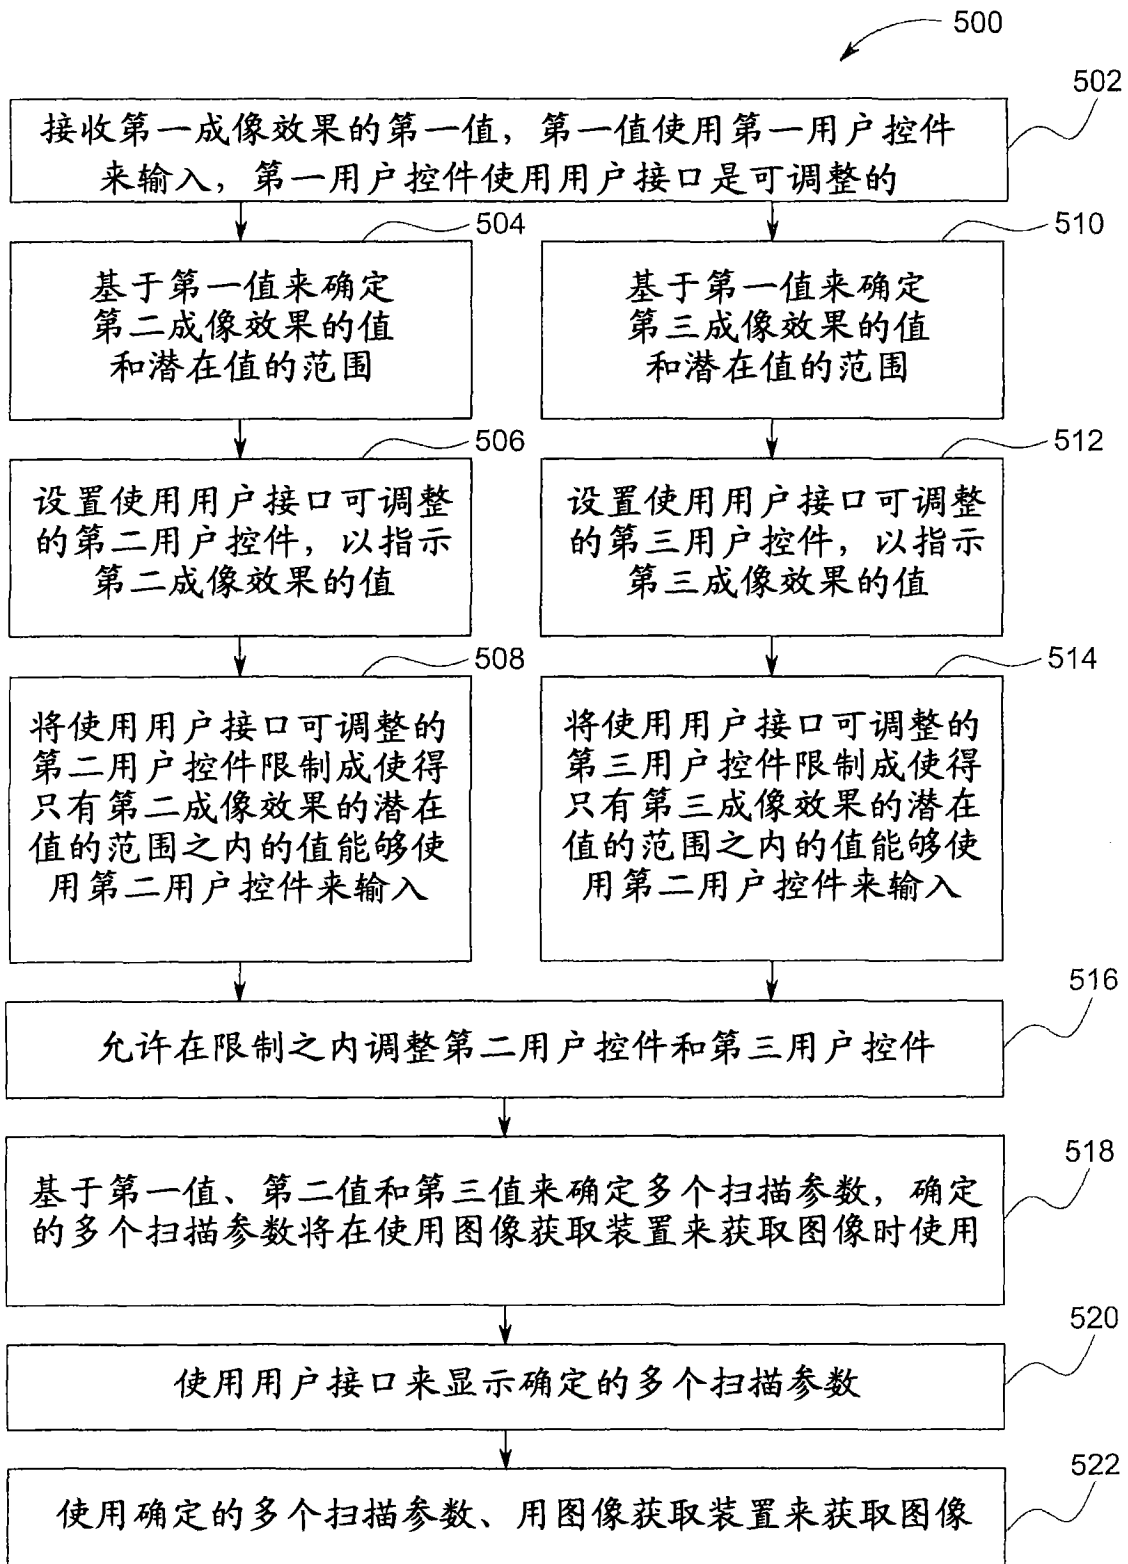 500
502
接收第一成像效果的第一值，第一值使用第一用户控件
来输入，第一用户控件使用用户接口是可调整的
504
基于第一值来确定
第二成像效果的值
和潜在值的范围
506
设置使用用户接口可调整
的第二用户控件，以指示
第二成像效果的值
508
将使用用户接口可调整的
第二用户控件限制成使得
只有第二成像效果的潜在
值的范围之内的值能够使
用第二用户控件来输入
510
基于第一值来确定
第三成像效果的值
和潜在值的范围
512
设置使用用户接口可调整
的第三用户控件，以指示
第三成像效果的值
514
将使用用户接口可调整的
第三用户控件限制成使得
只有第三成像效果的潜在
值的范围之内的值能够使
用第二用户控件来输入
516
允许在限制之内调整第二用户控件和第三用户控件
518
基于第一值、第二值和第三值来确定多个扫描参数，确定
的多个扫描参数将在使用图像获取装置来获取图像时使用
520
使用用户接口来显示确定的多个扫描参数
522
使用确定的多个扫描参数、用图像获取装置来获取图像